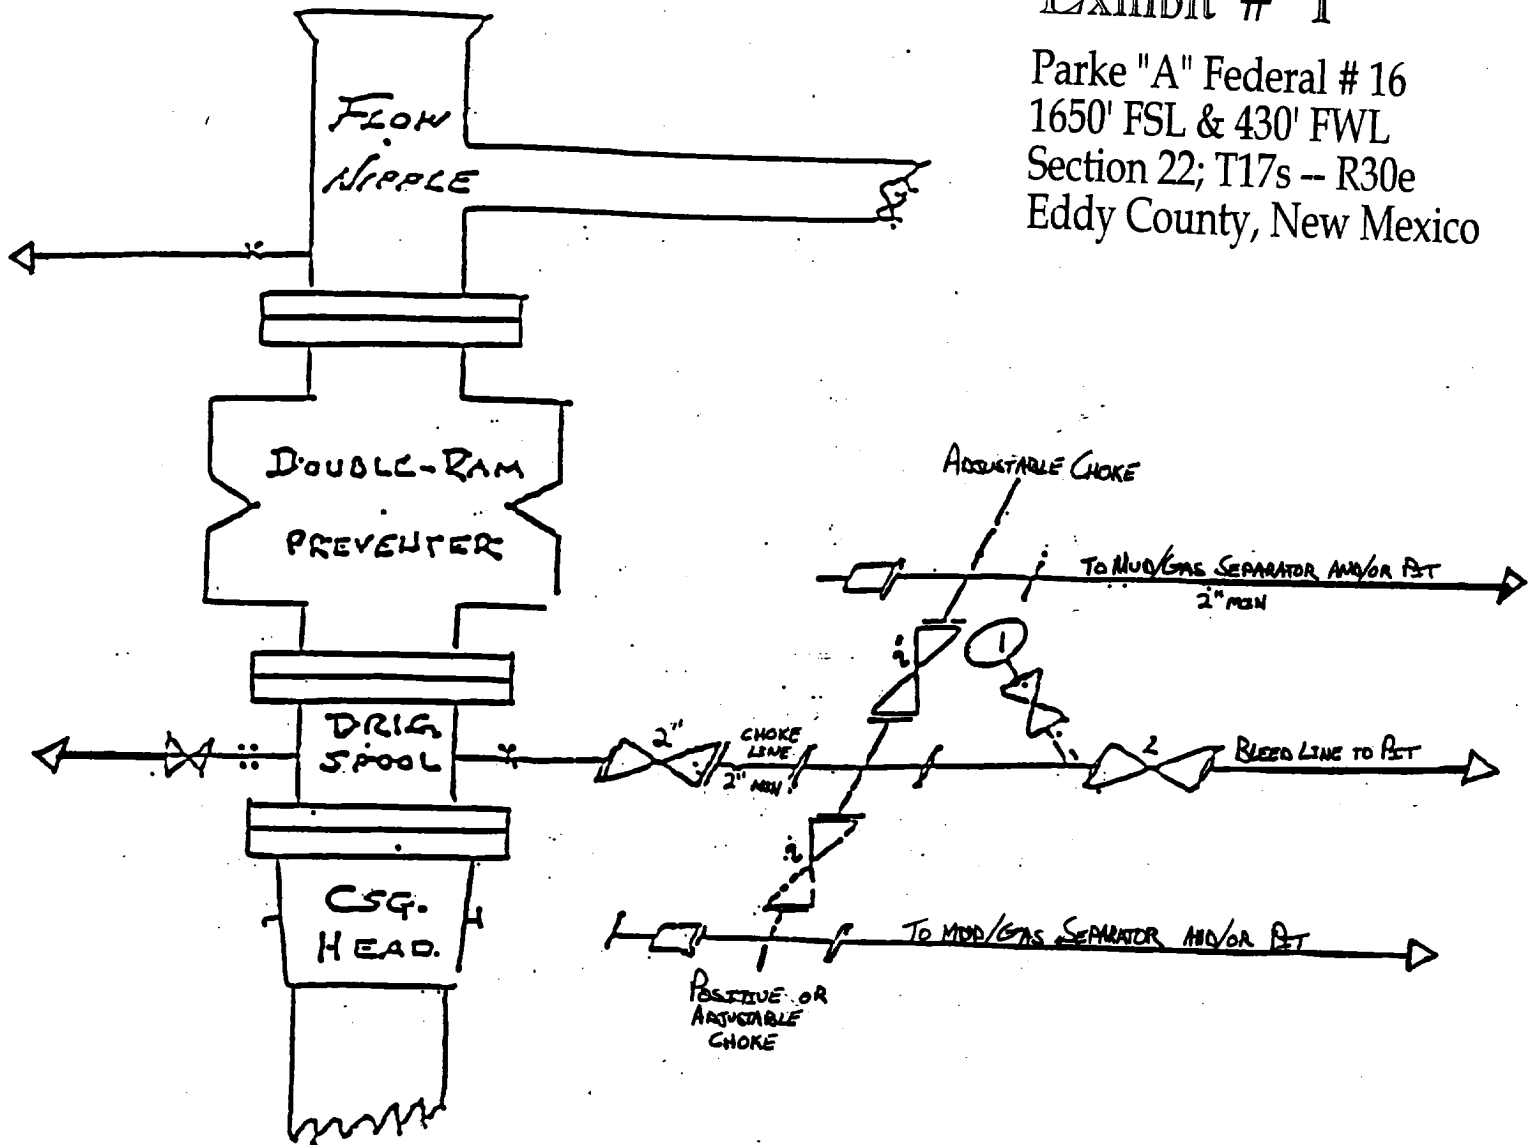 Exhibit # 1
Parke "A" Federal # 16
1650' FSL & 430' FWL
Section 22; T17s -- R30e
Eddy County, New Mexico
FLOW
NIPPLE
DOUBLE-RAM
PREVENTER
ADJUSTABLE CHOKE
TO MUD/GAS SEPARATOR AND/OR PIT
2" MIN
2
1
DRLG
SPOOL
2"
CHOKE
LINE
2" MIN
2
BLEED LINE TO PIT
2
CSG.
HEAD.
TO MUD/GAS SEPARATOR AND/OR PIT
POSITIVE OR
ADJUSTABLE
CHOKE